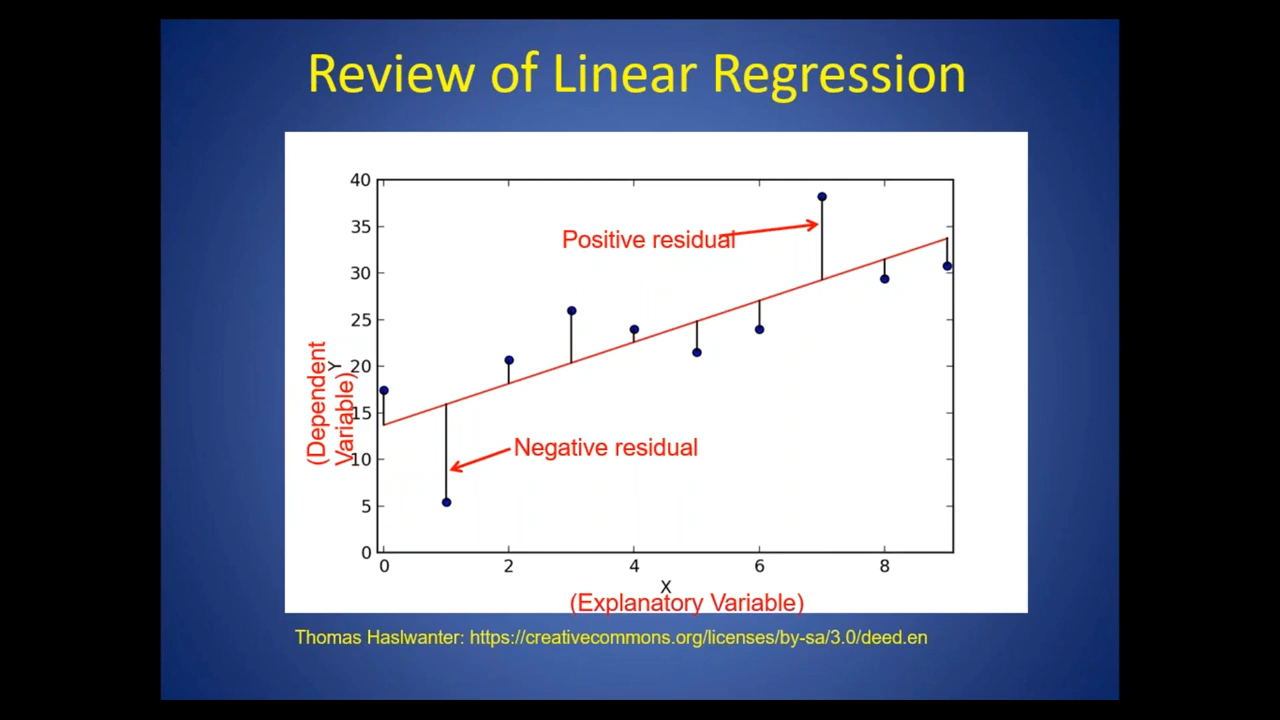 Review of Linear Regression
40
35
30
25
20
15
10
5
0
Y
(Dependent
Variable)
Positive residual
Negative residual
0 2 4 6 8
X
(Explanatory Variable)
Thomas Haslwanter: https://creativecommons.org/licenses/by-sa/3.0/deed.en